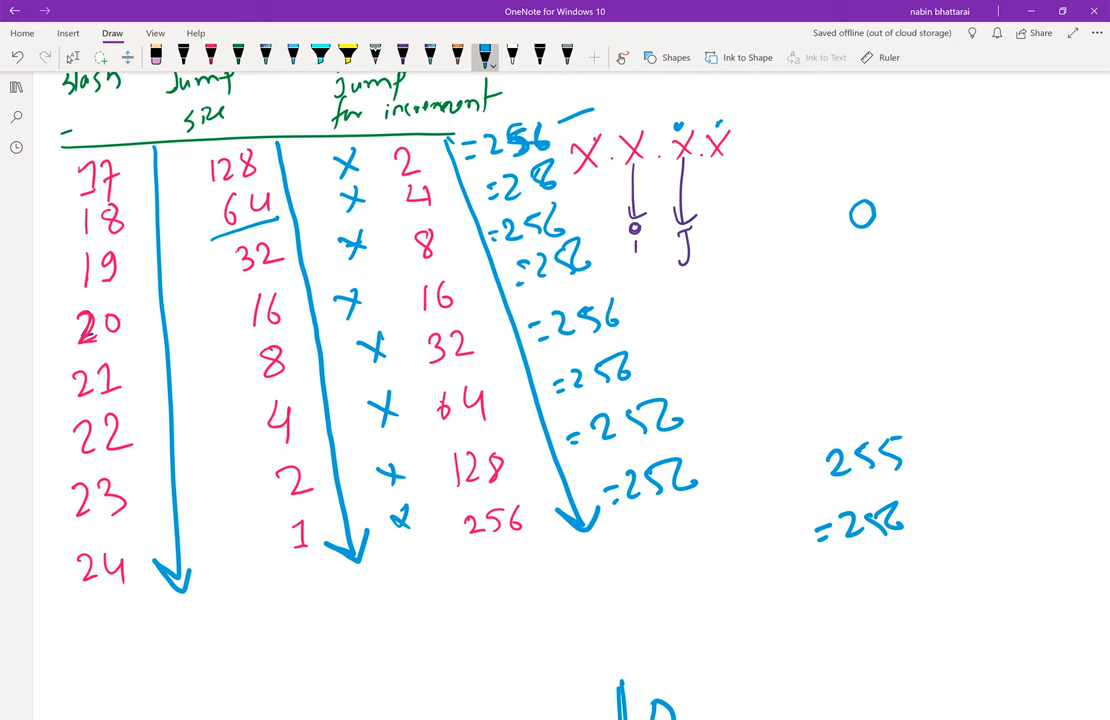 OneNote for Windows 10
nabin bhattarai
Home Insert Draw View Help
Saved offline (out of cloud storage)
Share
Shapes
Ink to Shape
Ink to Text
Ruler
slash Jump size jump for increment
17 128 x 2 =256
18 64 x 4 =256
19 32 x 8 =256
20 16 x 16 =256
21 8 x 32 =256
22 4 x 64 =256
23 2 x 128 =256
24 1 x 256 =256
X . X . X . X
i J
0
255
=256